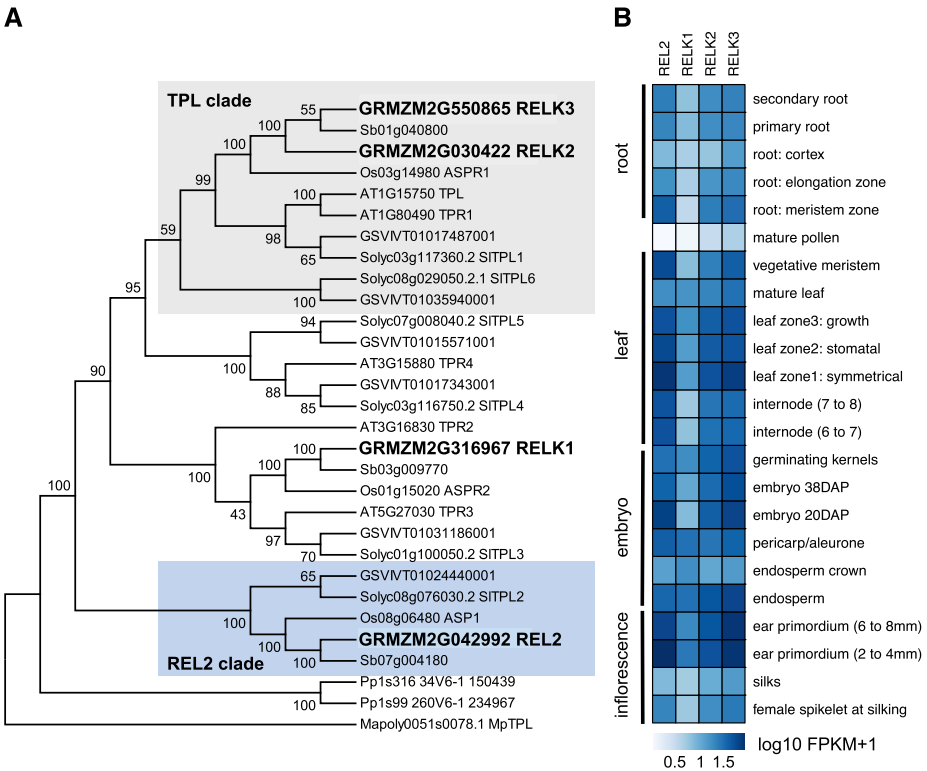 A
TPL clade
55
GRMZM2G550865 RELK3
100
Sb01g040800
100
GRMZM2G030422 RELK2
Os03g14980 ASPR1
99
100
AT1G15750 TPL
AT1G80490 TPR1
98
GSVIVT01017487001
59
65
Solyc03g117360.2 SlTPL1
Solyc08g029050.2.1 SlTPL6
100
GSVIVT01035940001
95
94
Solyc07g008040.2 SlTPL5
GSVIVT01015571001
100
AT3G15880 TPR4
88
GSVIVT01017343001
85
Solyc03g116750.2 SlTPL4
90
AT3G16830 TPR2
100
100
GRMZM2G316967 RELK1
100
Sb03g009770
Os01g15020 ASPR2
43
AT5G27030 TPR3
97
GSVIVT01031186001
70
Solyc01g100050.2 SlTPL3
100
65
GSVIVT01024440001
Solyc08g076030.2 SlTPL2
100
Os08g06480 ASP1
100
GRMZM2G042992 REL2
100
Sb07g004180
REL2 clade
Pp1s316 34V6-1 150439
100
Pp1s99 260V6-1 234967
Mapoly0051s0078.1 MpTPL
B
REL2
RELK1
RELK2
RELK3
root
secondary root
primary root
root: cortex
root: elongation zone
root: meristem zone
mature pollen
leaf
vegetative meristem
mature leaf
leaf zone3: growth
leaf zone2: stomatal
leaf zone1: symmetrical
internode (7 to 8)
internode (6 to 7)
embryo
germinating kernels
embryo 38DAP
embryo 20DAP
pericarp/aleurone
endosperm crown
endosperm
inflorescence
ear primordium (6 to 8mm)
ear primordium (2 to 4mm)
silks
female spikelet at silking
log10 FPKM+1
0.5 1 1.5